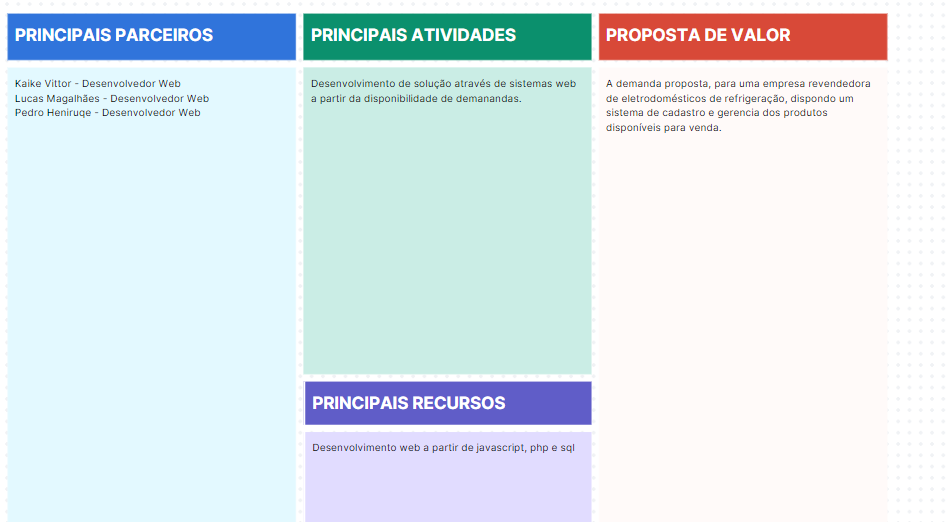 PRINCIPAIS PARCEIROS
Kaike Vittor - Desenvolvedor Web
Lucas Magalhães - Desenvolvedor Web
Pedro Heniruqe - Desenvolvedor Web
PRINCIPAIS ATIVIDADES
Desenvolvimento de solução através de sistemas web
a partir da disponibilidade de demanandas.
PRINCIPAIS RECURSOS
Desenvolvimento web a partir de javascript, php e sql
PROPOSTA DE VALOR
A demanda proposta, para uma empresa revendedora
de eletrodomésticos de refrigeração, dispondo um
sistema de cadastro e gerencia dos produtos
disponíveis para venda.